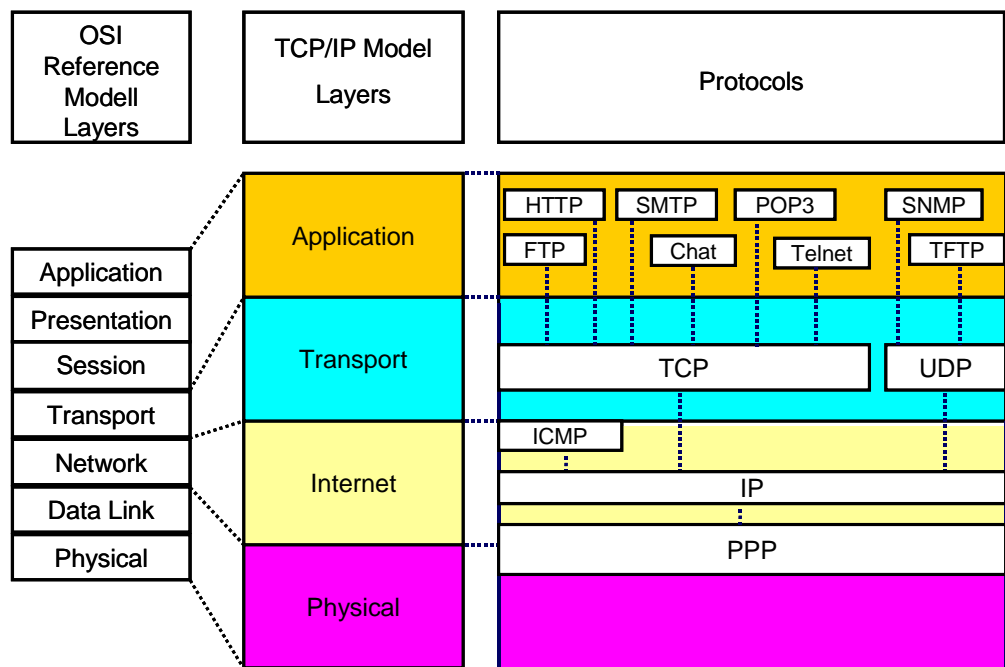 OSI
Reference
Modell
Layers
TCP/IP Model
Layers
Protocols
Application
Presentation
Session
Transport
Network
Data Link
Physical
Application
Transport
Internet
Physical
HTTP
SMTP
POP3
SNMP
FTP
Chat
Telnet
TFTP
TCP
UDP
ICMP
IP
PPP